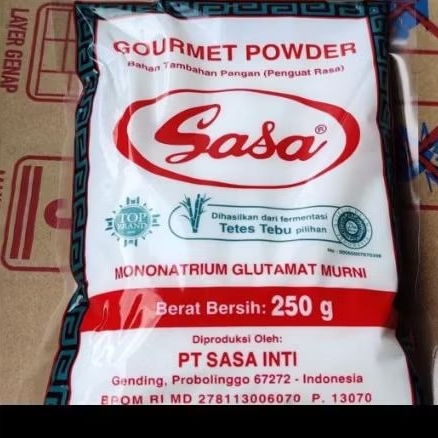 LAYER GENAP
GOURMET POWDER
Bahan Tambahan Pangan (Penguat Rasa)
Sasa®
TOP
BRAND
Dihasilkan dari fermentasi
Tetes Tebu pilihan
MONONATRIUM GLUTAMAT MURNI
Berat Bersih: 250 g
Diproduksi Oleh:
PT SASA INTI
Gending, Probolinggo 67272 - Indonesia
BPOM RI MD 278113006070 P. 13070